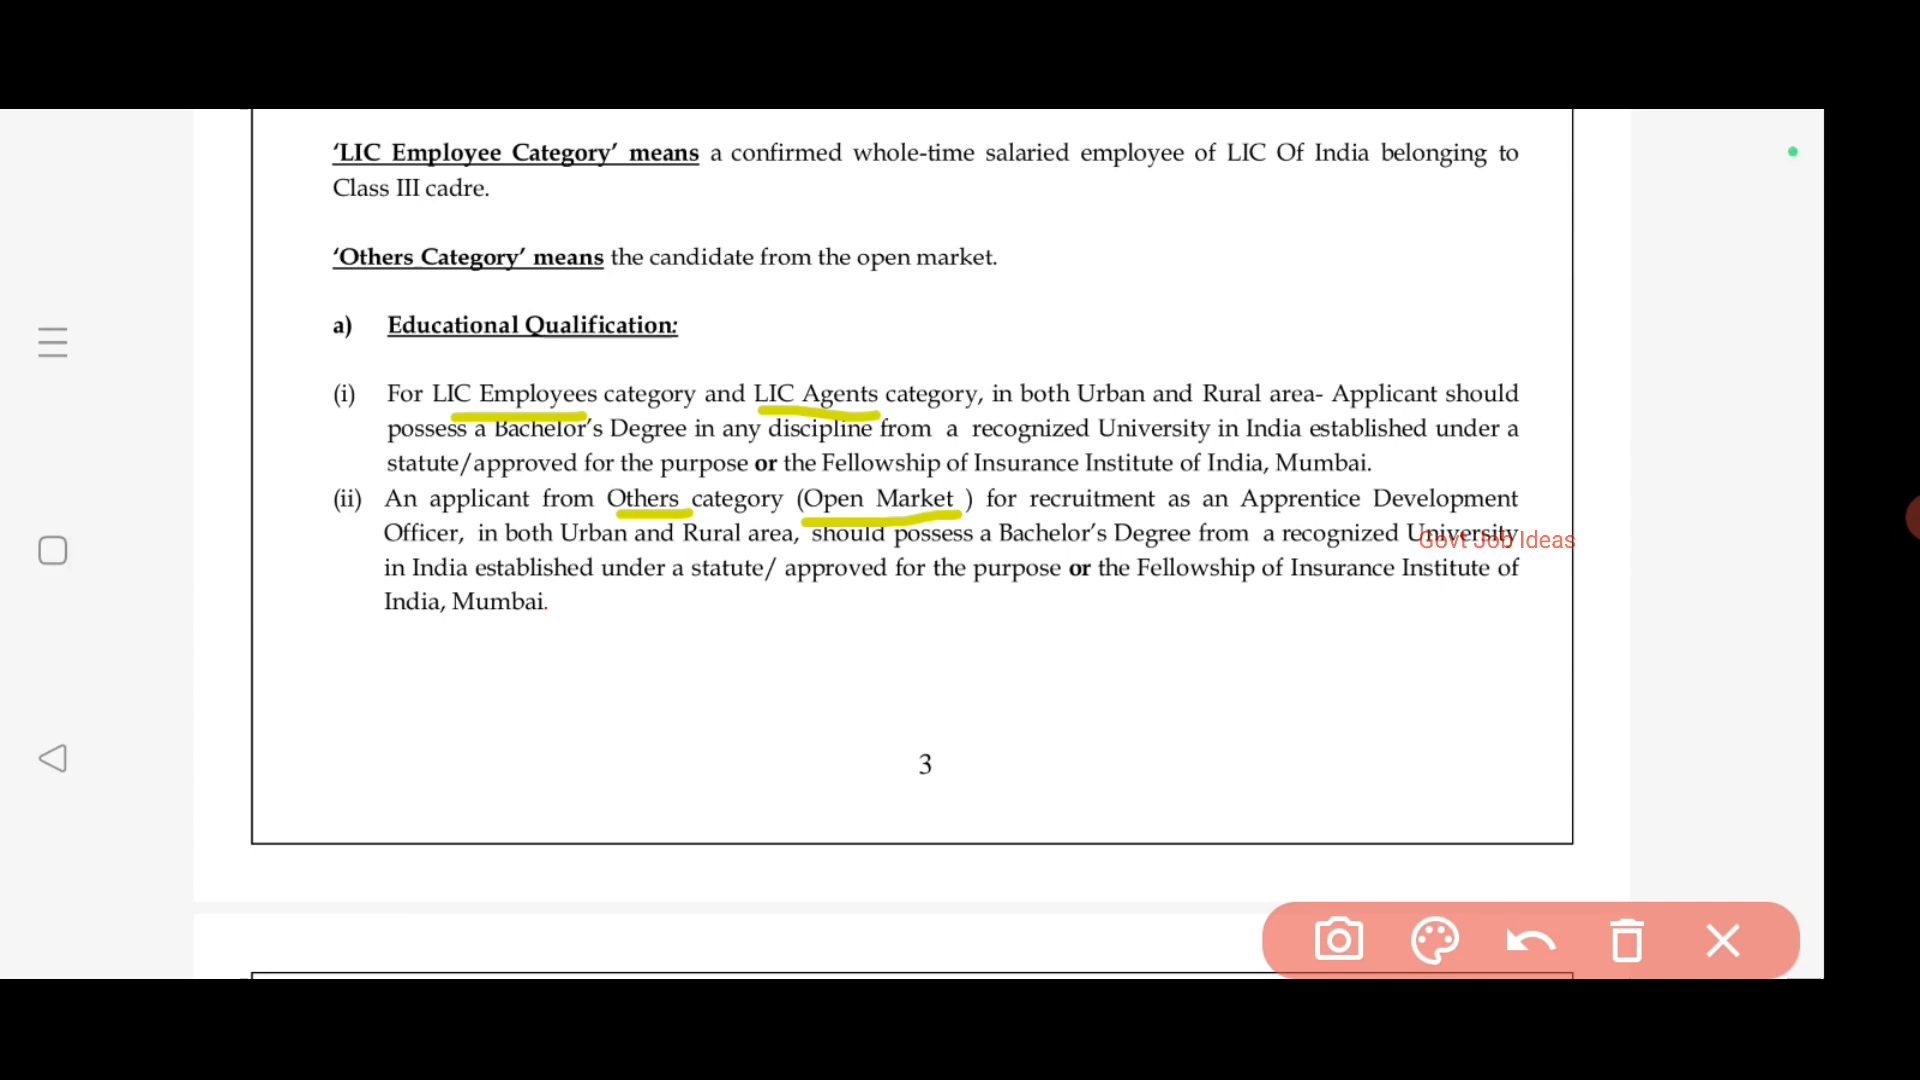 ‘LIC Employee Category’ means a confirmed whole-time salaried employee of LIC Of India belonging to
Class III cadre.
‘Others Category’ means the candidate from the open market.
a) Educational Qualification:
(i) For LIC Employees category and LIC Agents category, in both Urban and Rural area- Applicant should
possess a Bachelor’s Degree in any discipline from a recognized University in India established under a
statute/approved for the purpose or the Fellowship of Insurance Institute of India, Mumbai.
(ii) An applicant from Others category (Open Market ) for recruitment as an Apprentice Development
Officer, in both Urban and Rural area, should possess a Bachelor’s Degree from a recognized University
Govt Job Ideas
in India established under a statute/ approved for the purpose or the Fellowship of Insurance Institute of
India, Mumbai.
3